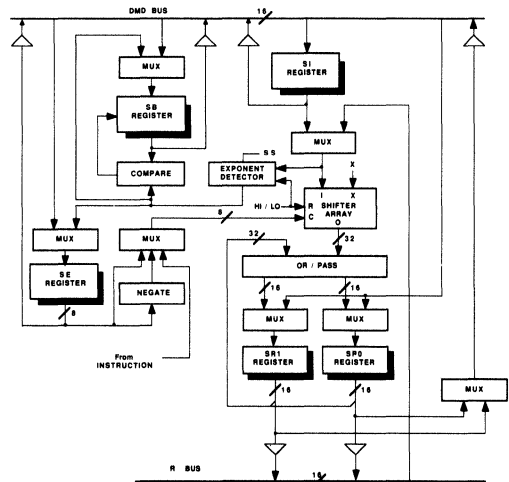 DMD BUS 16
MUX
SI
REGISTER
SB
REGISTER
MUX
SS
X
COMPARE
EXPONENT
DETECTOR
HI / LO
I X
R SHIFTER
C ARRAY
O
8
MUX
MUX
32
32
OR / PASS
SE
REGISTER
NEGATE
16
16
8
MUX
MUX
From
INSTRUCTION
SR1
REGISTER
SP0
REGISTER
MUX
16
16
R BUS 16